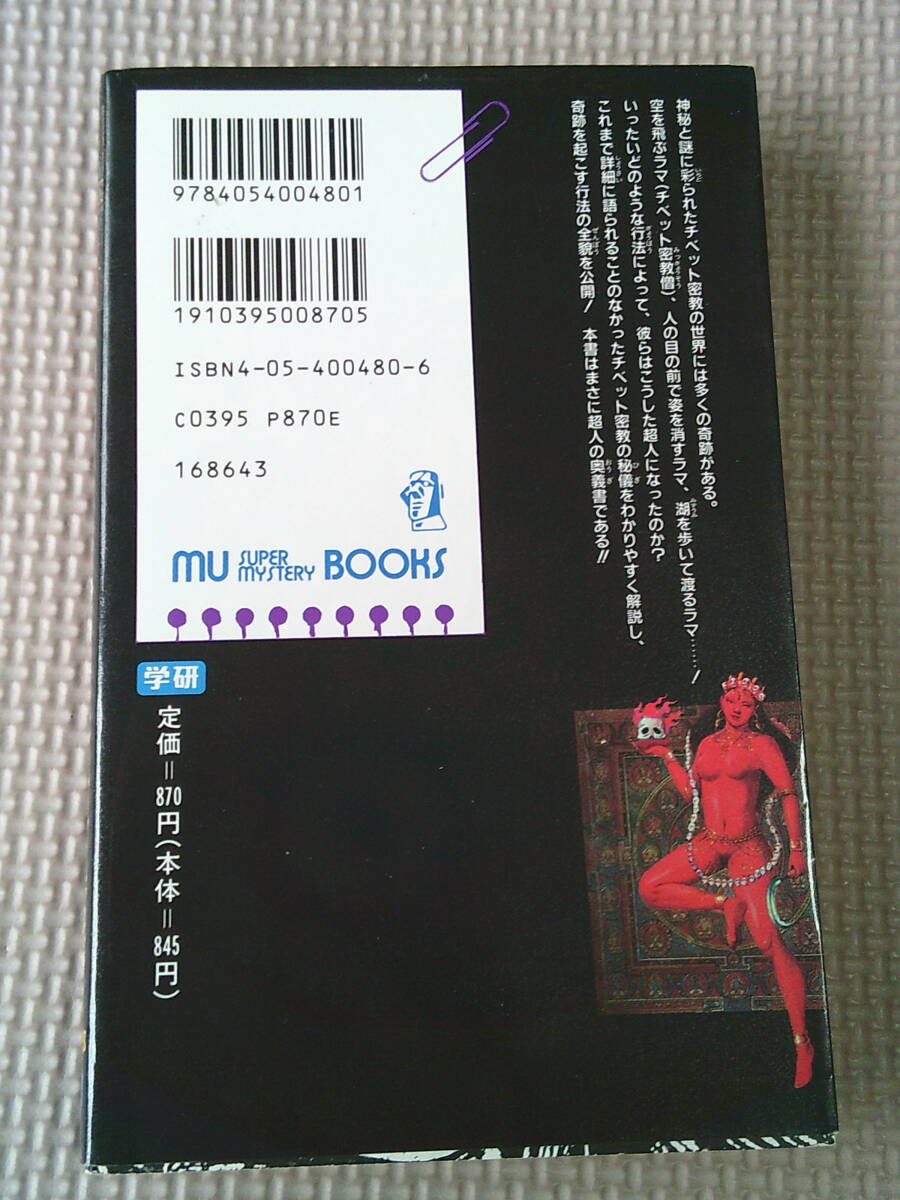 神秘と謎に彩られたチベット密教の世界には多くの奇跡がある。
空を飛ぶラマ(チベット密教僧)、人の目の前で姿を消すラマ、湖を歩いて渡るラマ……!
いったいどのような行法によって、彼らはこうした超人になったのか?
これまで詳細に語られることのなかったチベット密教の秘儀をわかりやすく解説し、
奇跡を起こす行法の全貌を公開! 本書はまさに超人の奥義書である!!
9784054004801
1910395008705
ISBN4-05-400480-6
C0395 P870E
168643
MU SUPER MYSTERY BOOKS
学研
定価=870円(本体=845円)